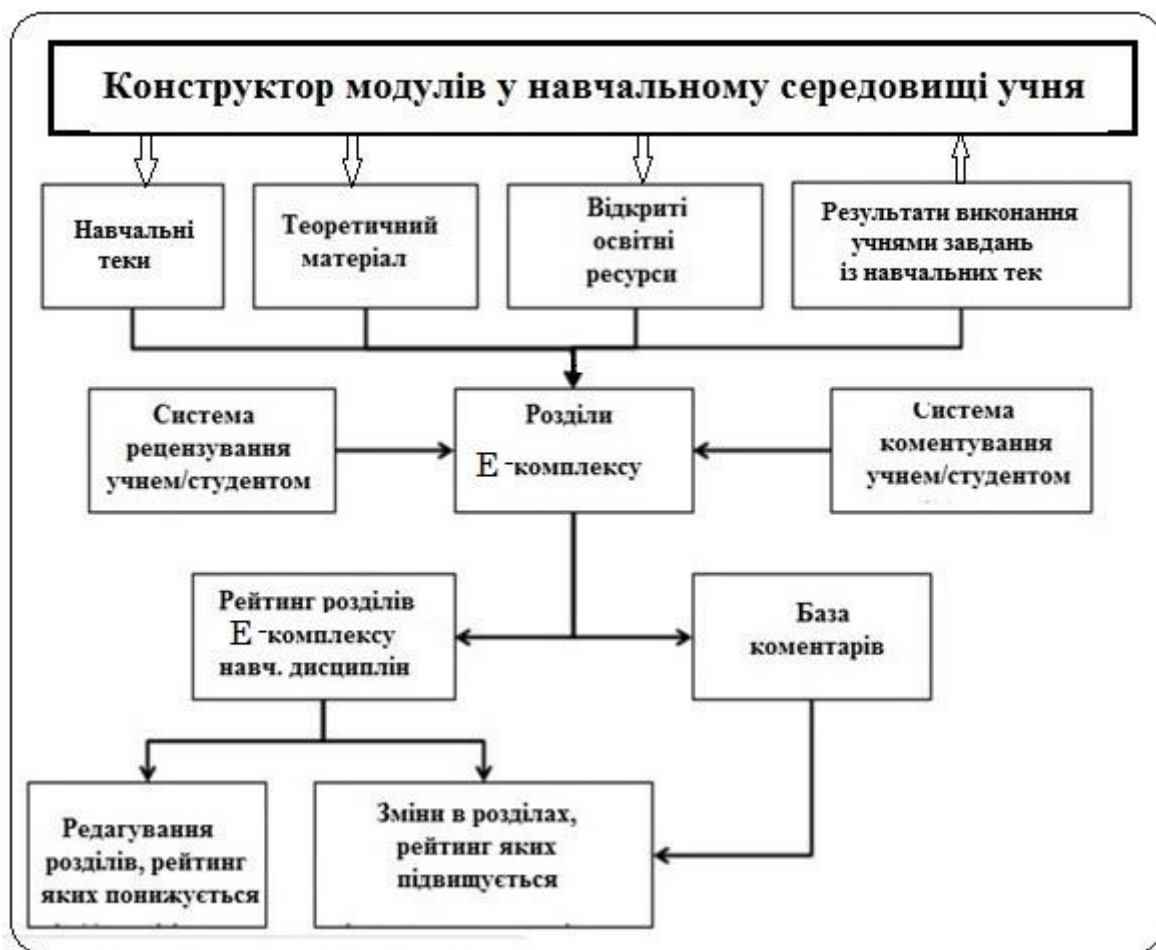 Конструктор модулів у навчальному середовищі учня
Навчальні
теки
Теоретичний
матеріал
Відкриті
освітні
ресурси
Результати виконання
учнями завдань
із навчальних тек
Система
рецензування
учнем/студентом
Розділи
Е-комплексу
Система
коментування
учнем/студентом
Рейтинг розділів
Е-комплексу
навч. дисциплін
База
коментарів
Редагування
розділів, рейтинг
яких понижується
Зміни в розділах,
рейтинг яких
підвищується